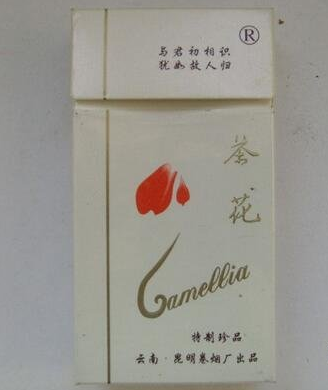 与君初相识
犹如故人归
®
茶花
Camellia
特制珍品
云南·昆明卷烟厂出品